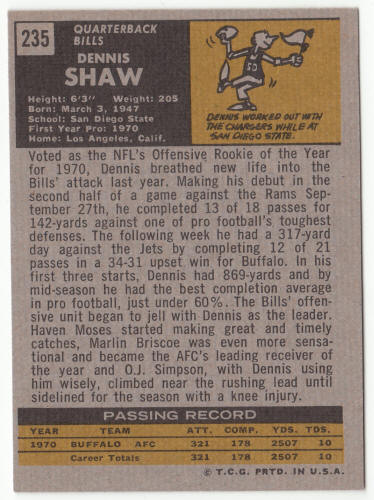 235
QUARTERBACK
BILLS
DENNIS
SHAW
Height: 6'3" Weight: 205
Born: March 3, 1947
School: San Diego State
First Year Pro: 1970
Home: Los Angeles, Calif.
SD
DENNIS WORKED OUT WITH
THE CHARGERS WHILE AT
SAN DIEGO STATE.
Voted as the NFL's Offensive Rookie of the Year
for 1970, Dennis breathed new life into the
Bills' attack last year. Making his debut in the
second half of a game against the Rams Sep-
tember 27th, he completed 13 of 18 passes for
142-yards against one of pro football's toughest
defenses. The following week he had a 317-yard
day against the Jets by completing 12 of 21
passes in a 34-31 upset win for Buffalo. In his
first three starts, Dennis had 869-yards and by
mid-season he had the best completion average
in pro football, just under 60%. The Bills' offen-
sive unit began to jell with Dennis as the leader.
Haven Moses started making great and timely
catches, Marlin Briscoe was even more sensa-
tional and became the AFC's leading receiver of
the year and O.J. Simpson, with Dennis using
him wisely, climbed near the rushing lead until
sidelined for the season with a knee injury.
PASSING RECORD
YEAR TEAM ATT. COMP. YDS. TDS.
1970 BUFFALO AFC 321 178 2507 10
Career Totals 321 178 2507 10
© T.C.G. PRTD. IN U.S.A.